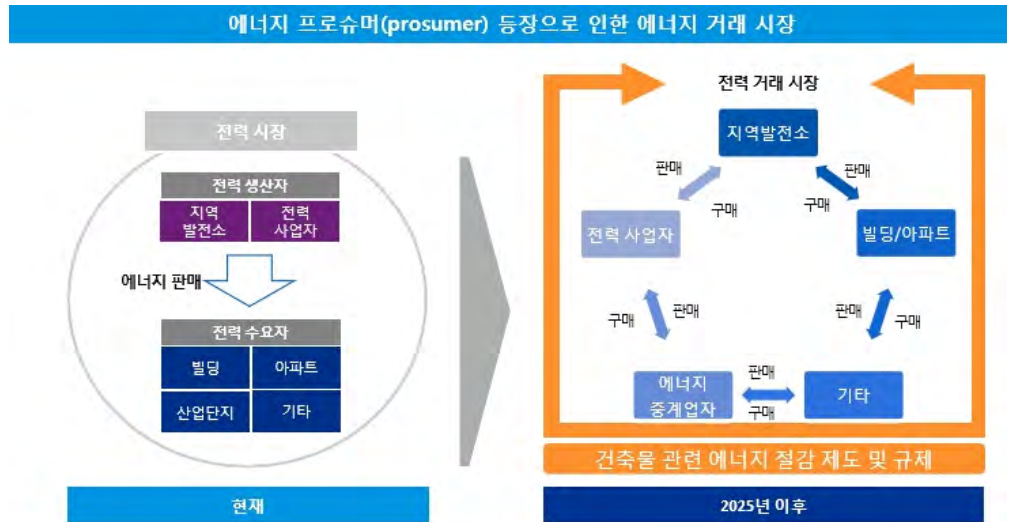 에너지 프로슈머(prosumer) 등장으로 인한 에너지 거래 시장
전력 시장
전력 생산자
지역
발전소
전력
사업자
에너지 판매
전력 수요자
빌딩
아파트
산업단지
기타
현재
전력 거래 시장
지역발전소
판매
구매
판매
구매
전력 사업자
빌딩/아파트
구매
판매
판매
구매
에너지
중계업자
판매
구매
기타
건축물 관련 에너지 절감 제도 및 규제
2025년 이후